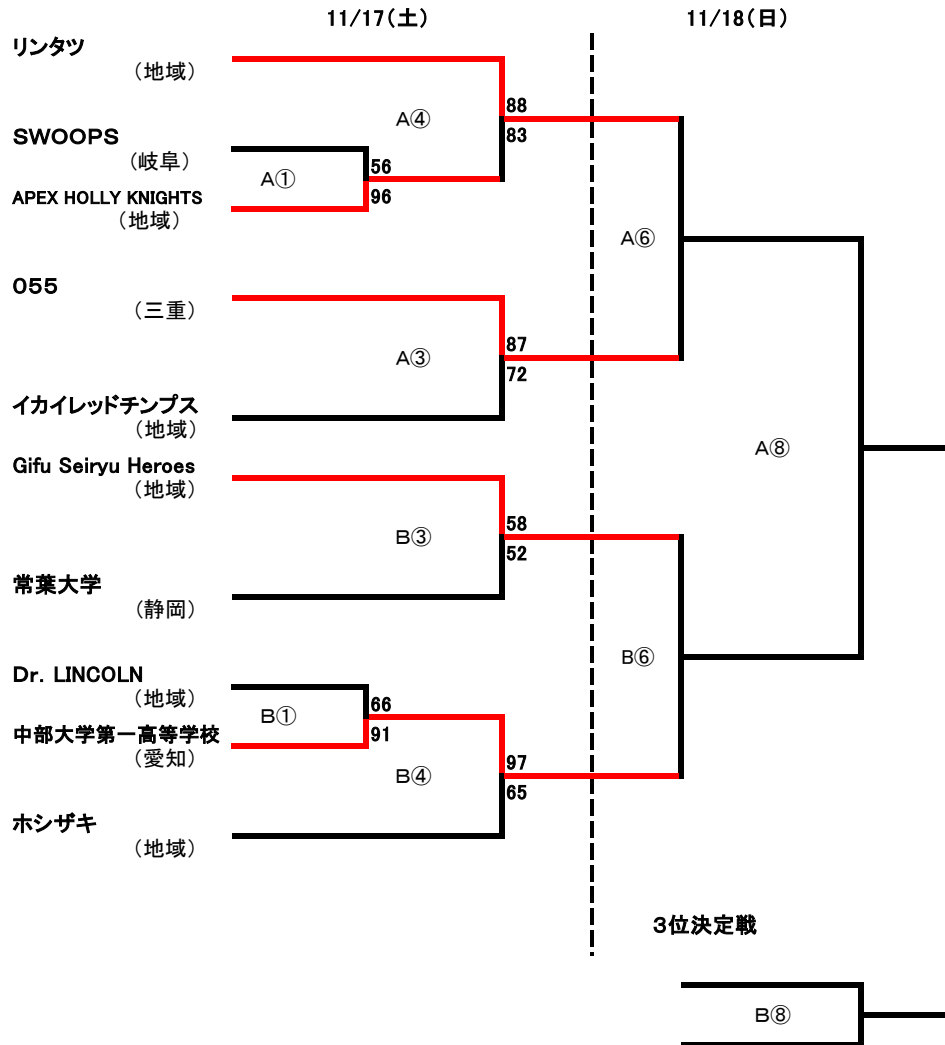 11/17(土)
11/18(日)
リンタツ
(地域)
88
A④
83
SWOOPS
(岐阜)
56
A①
96
APEX HOLLY KNIGHTS
(地域)
A⑥
055
(三重)
87
A③
72
イカイレッドチンプス
(地域)
A⑧
Gifu Seiryu Heroes
(地域)
58
B③
52
常葉大学
(静岡)
B⑥
Dr. LINCOLN
(地域)
66
B①
91
中部大学第一高等学校
(愛知)
97
B④
65
ホシザキ
(地域)
3位決定戦
B⑧